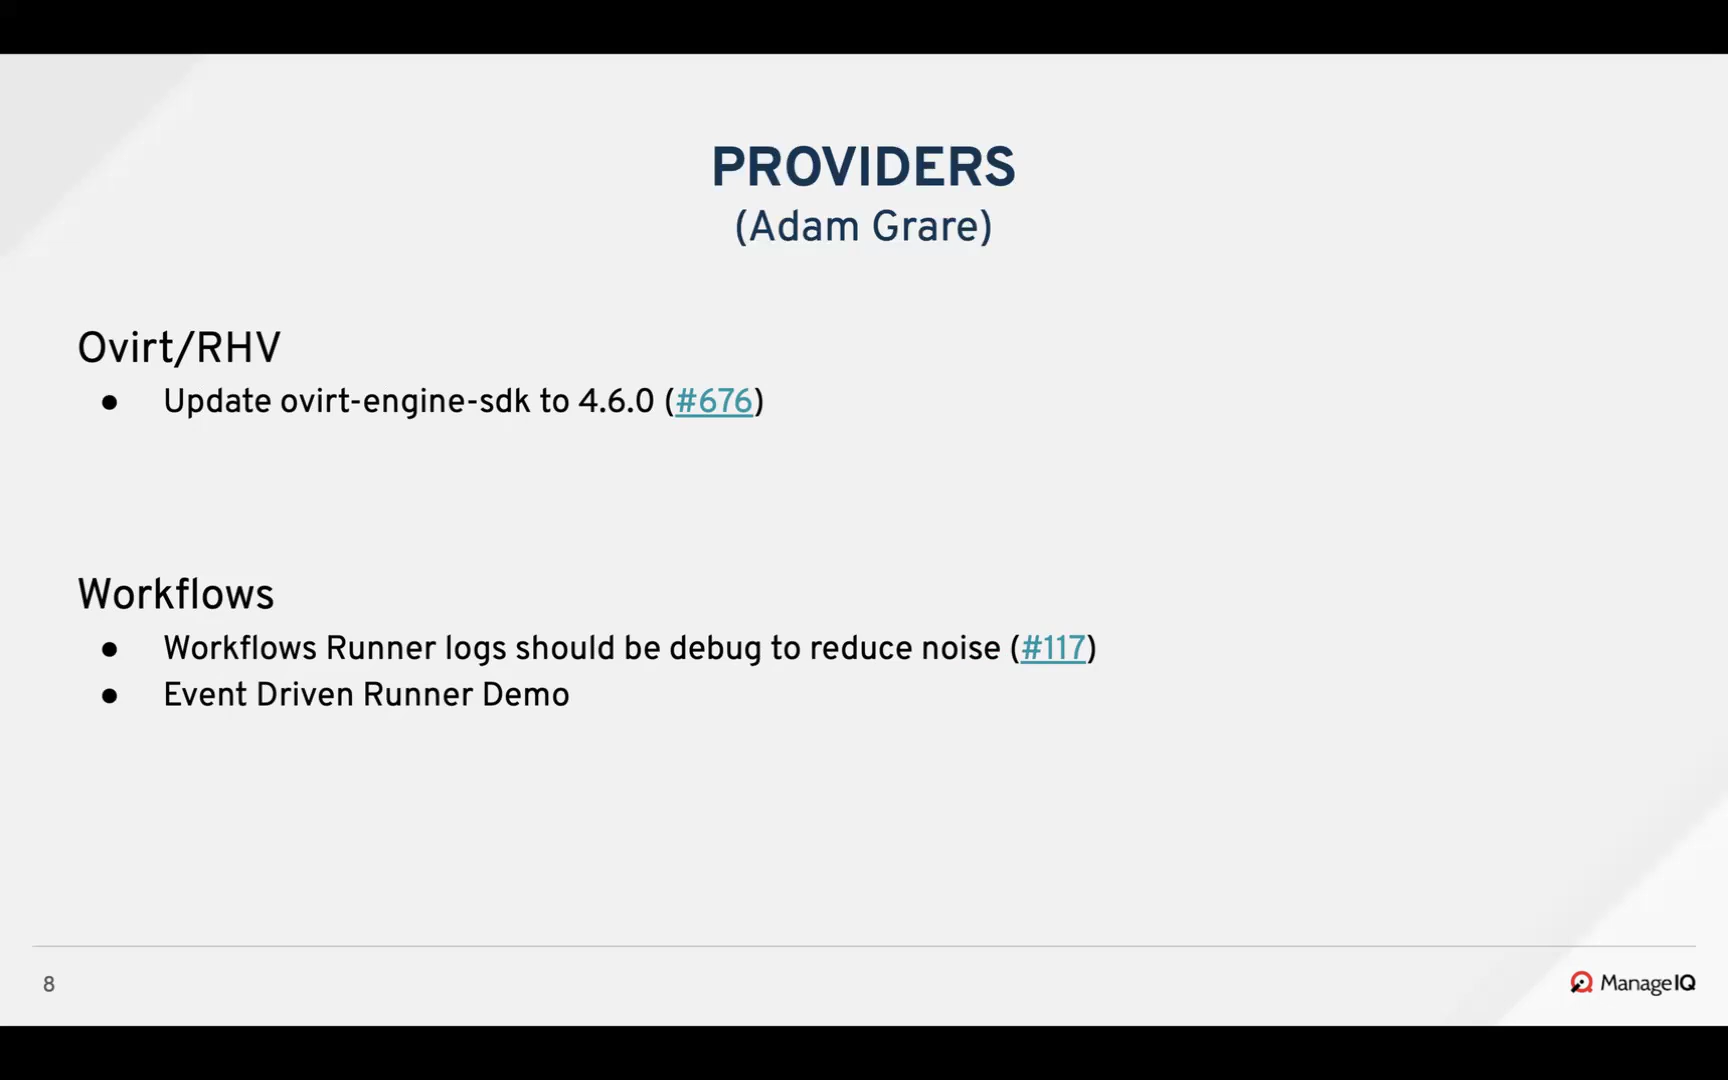 PROVIDERS
(Adam Grare)
Ovirt/RHV
● Update ovirt-engine-sdk to 4.6.0 (#676)
Workflows
● Workflows Runner logs should be debug to reduce noise (#117)
● Event Driven Runner Demo
8
ManageIQ